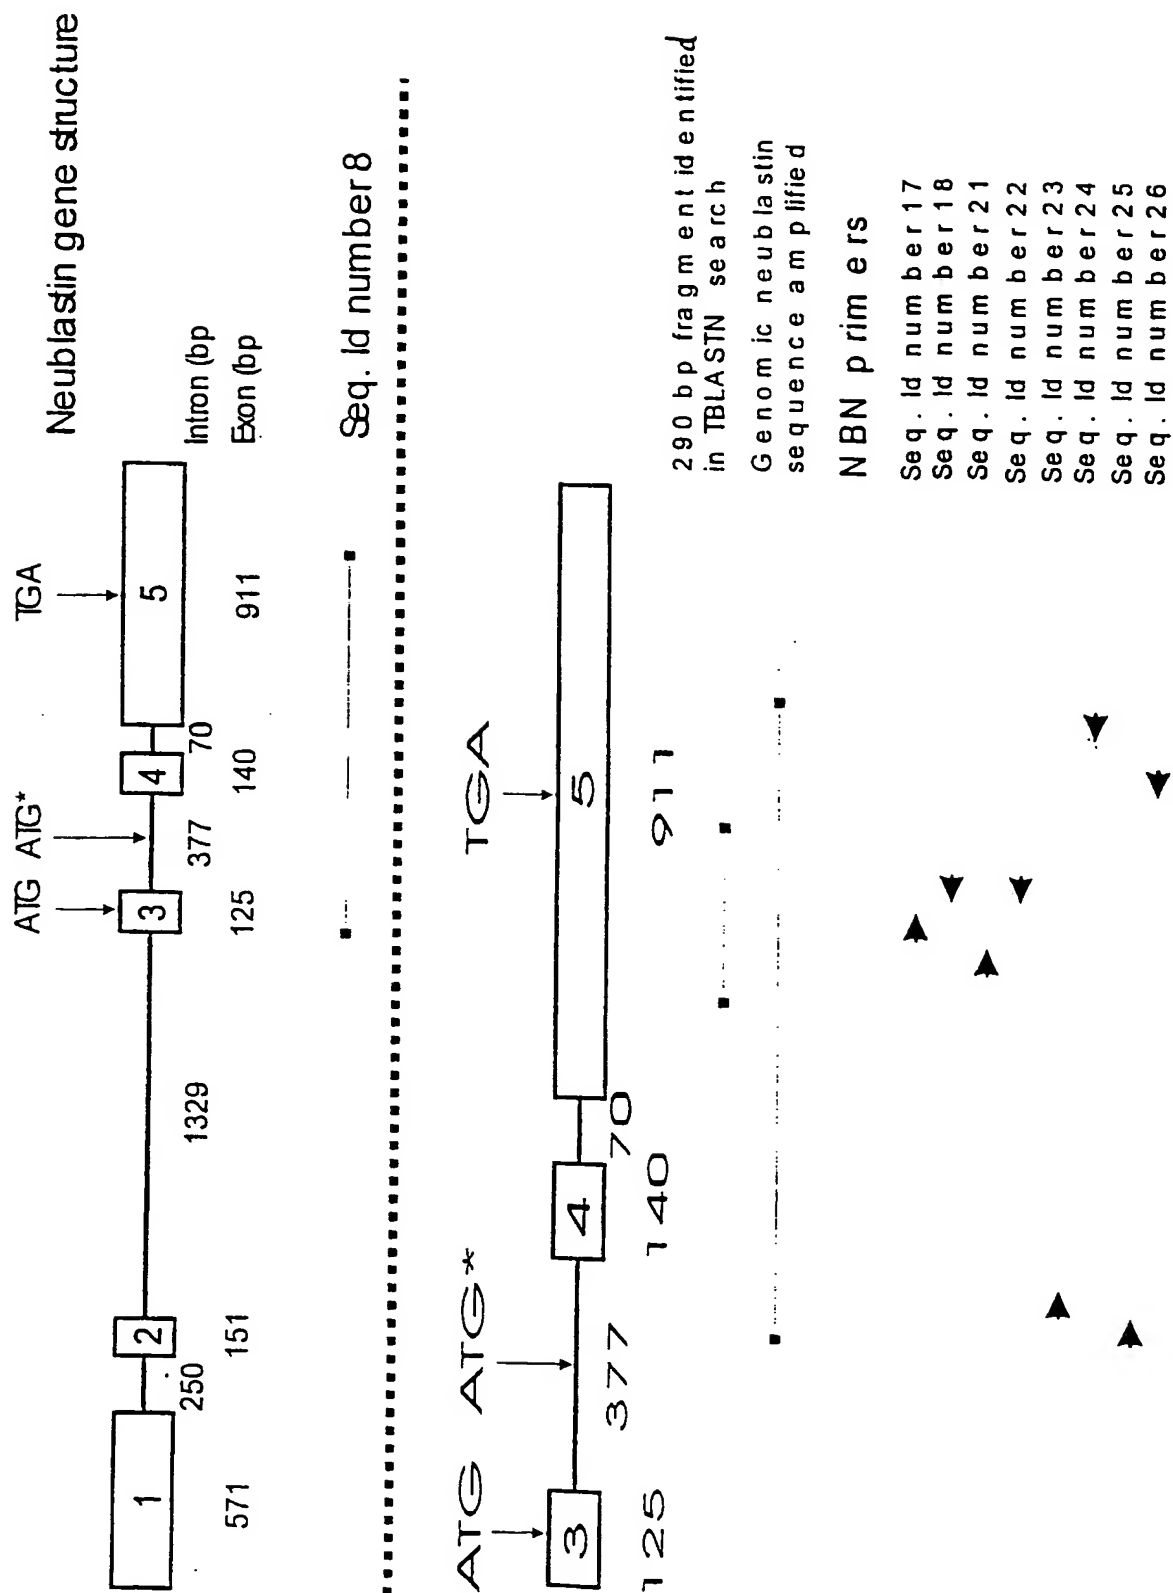 Neublastin gene structure
ATG ATG* TGA
1 2 3 4 5
250 1329 377 70 Intron (bp
571 151 125 140 911 Exon (bp
Seq. Id number 8
ATG ATG* TGA
3 4 5
377 70
125 140 911
290 bp fragment identified
in TBLASTN search
Genomic neublastin
sequence amplified
NBN primers
Seq. Id number 17
Seq. Id number 18
Seq. Id number 21
Seq. Id number 22
Seq. Id number 23
Seq. Id number 24
Seq. Id number 25
Seq. Id number 26